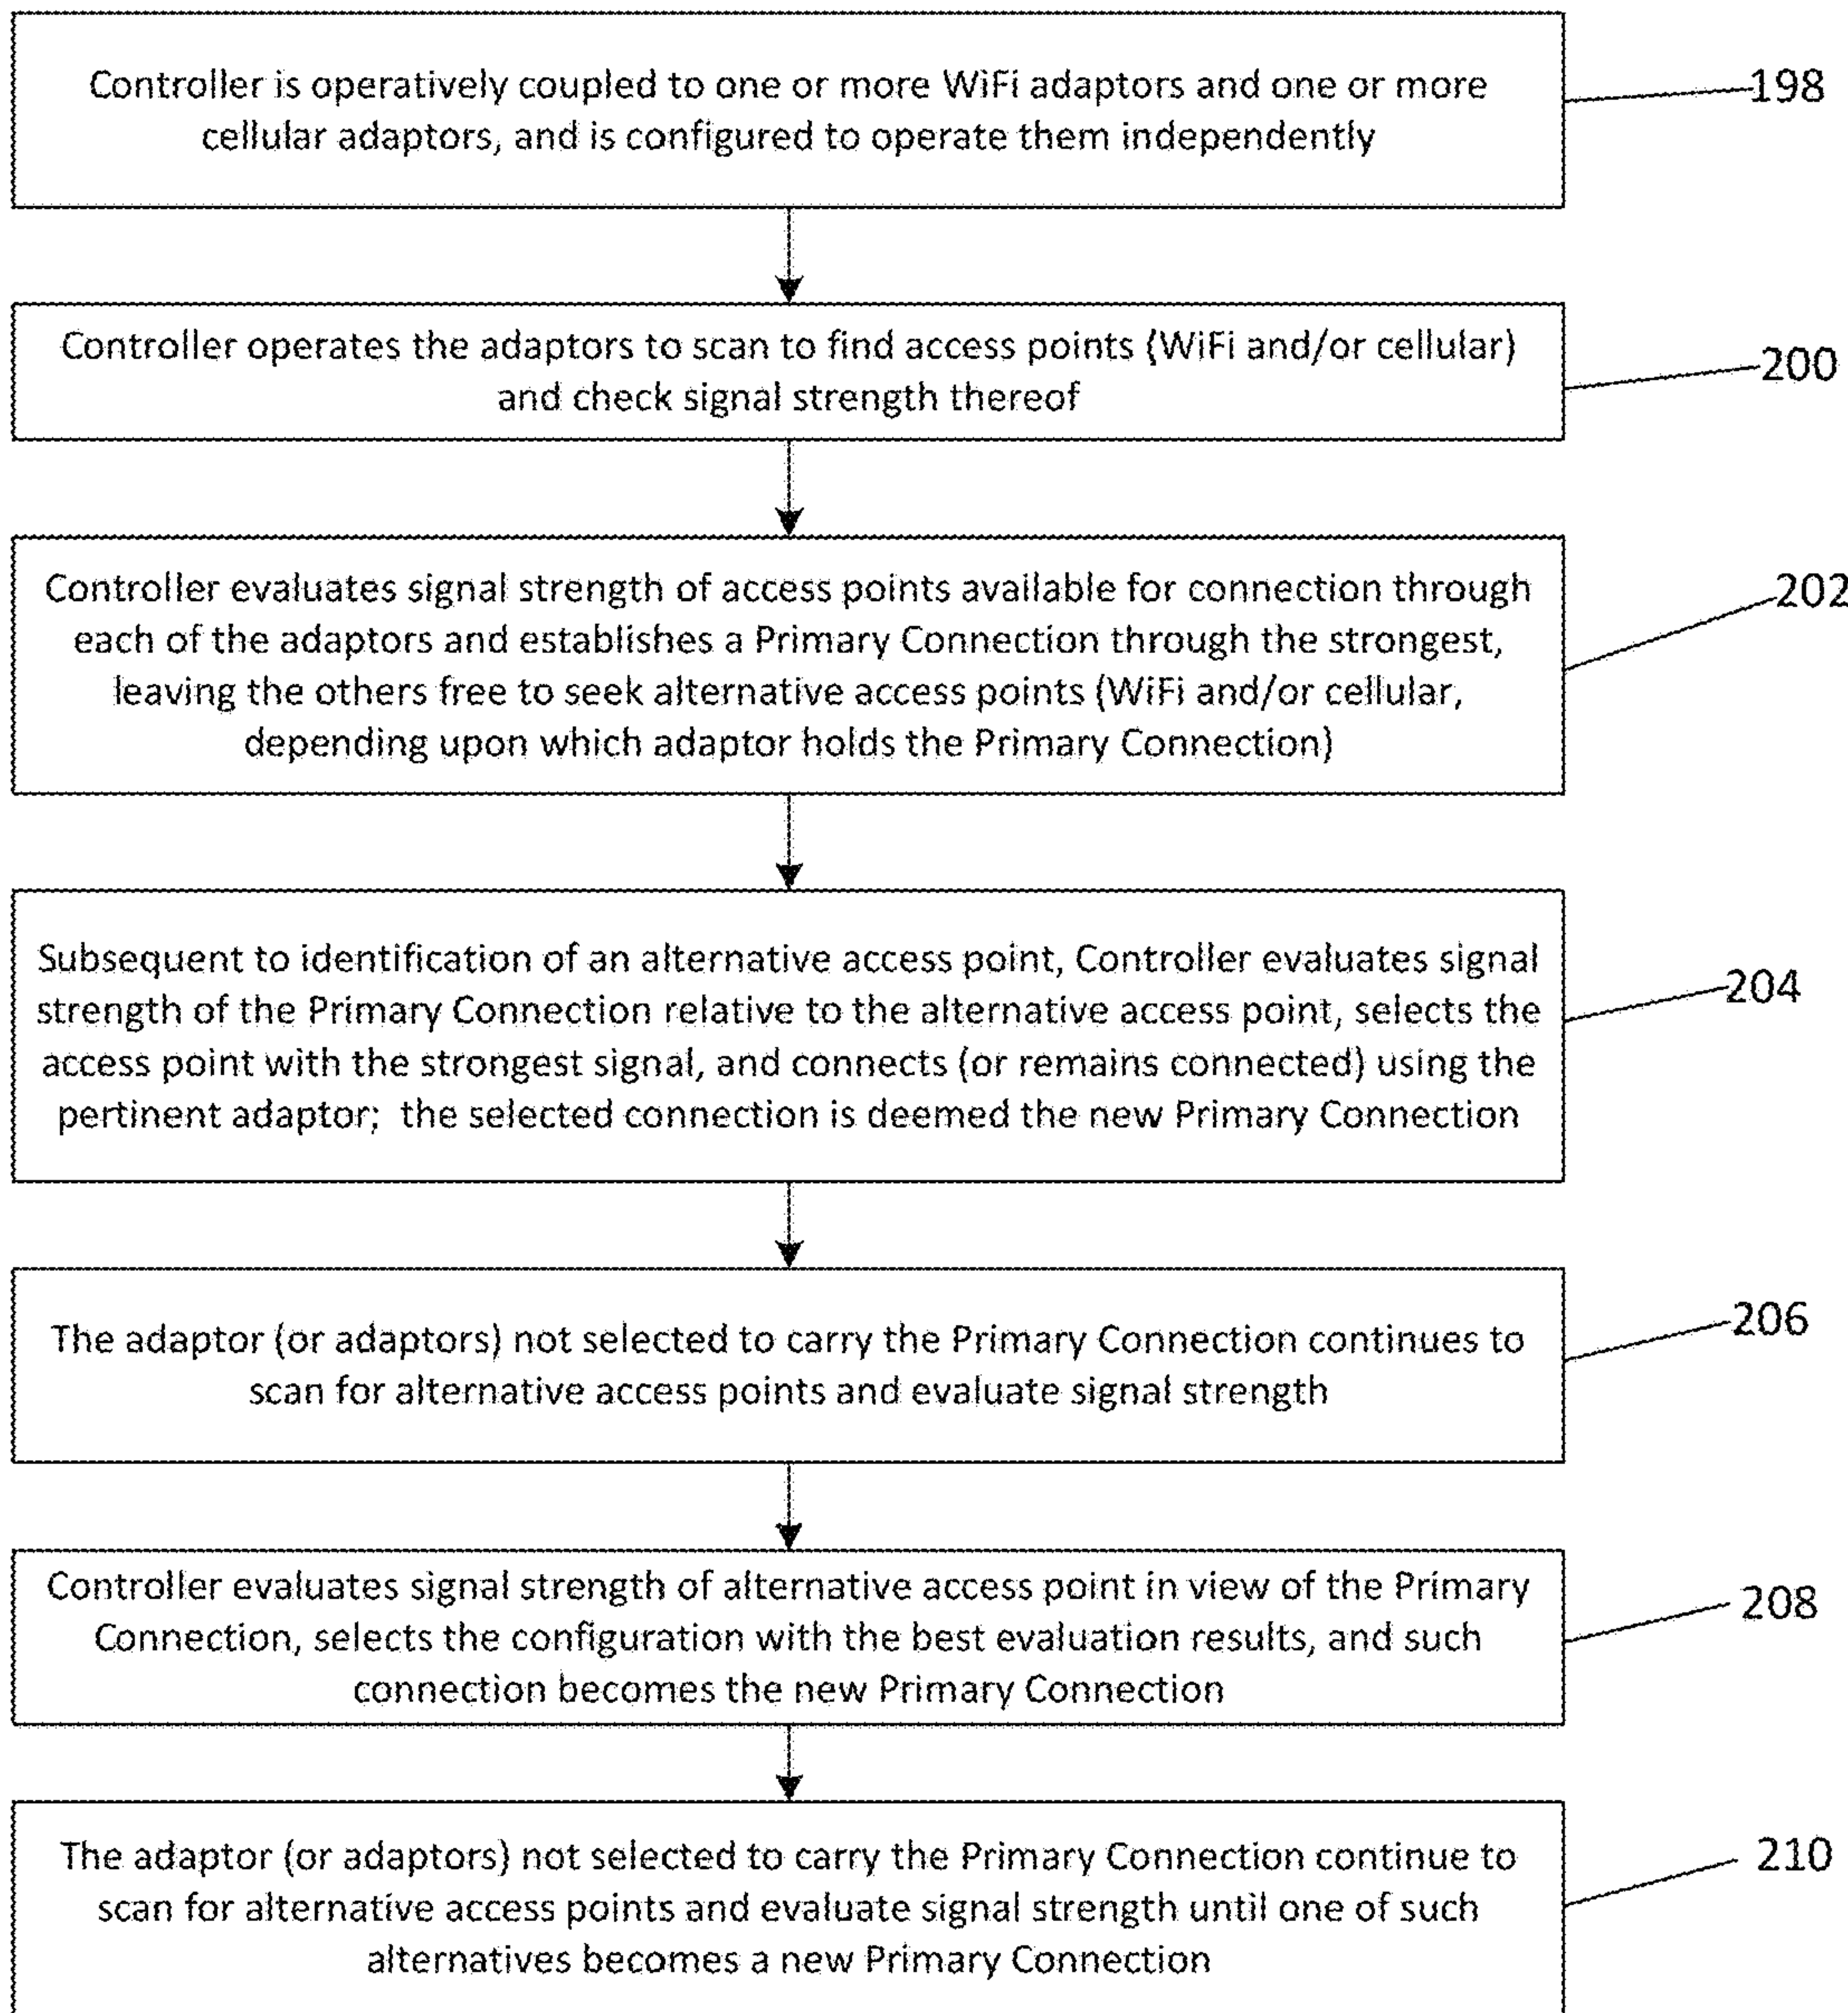 Controller is operatively coupled to one or more WiFi adaptors and one or more
cellular adaptors, and is configured to operate them independently
198
Controller operates the adaptors to scan to find access points (WiFi and/or cellular)
and check signal strength thereof
200
Controller evaluates signal strength of access points available for connection through
each of the adaptors and establishes a Primary Connection through the strongest,
leaving the others free to seek alternative access points (WiFi and/or cellular,
depending upon which adaptor holds the Primary Connection)
202
Subsequent to identification of an alternative access point, Controller evaluates signal
strength of the Primary Connection relative to the alternative access point, selects the
access point with the strongest signal, and connects (or remains connected) using the
pertinent adaptor; the selected connection is deemed the new Primary Connection
204
The adaptor (or adaptors) not selected to carry the Primary Connection continues to
scan for alternative access points and evaluate signal strength
206
Controller evaluates signal strength of alternative access point in view of the Primary
Connection, selects the configuration with the best evaluation results, and such
connection becomes the new Primary Connection
208
The adaptor (or adaptors) not selected to carry the Primary Connection continue to
scan for alternative access points and evaluate signal strength until one of such
alternatives becomes a new Primary Connection
210